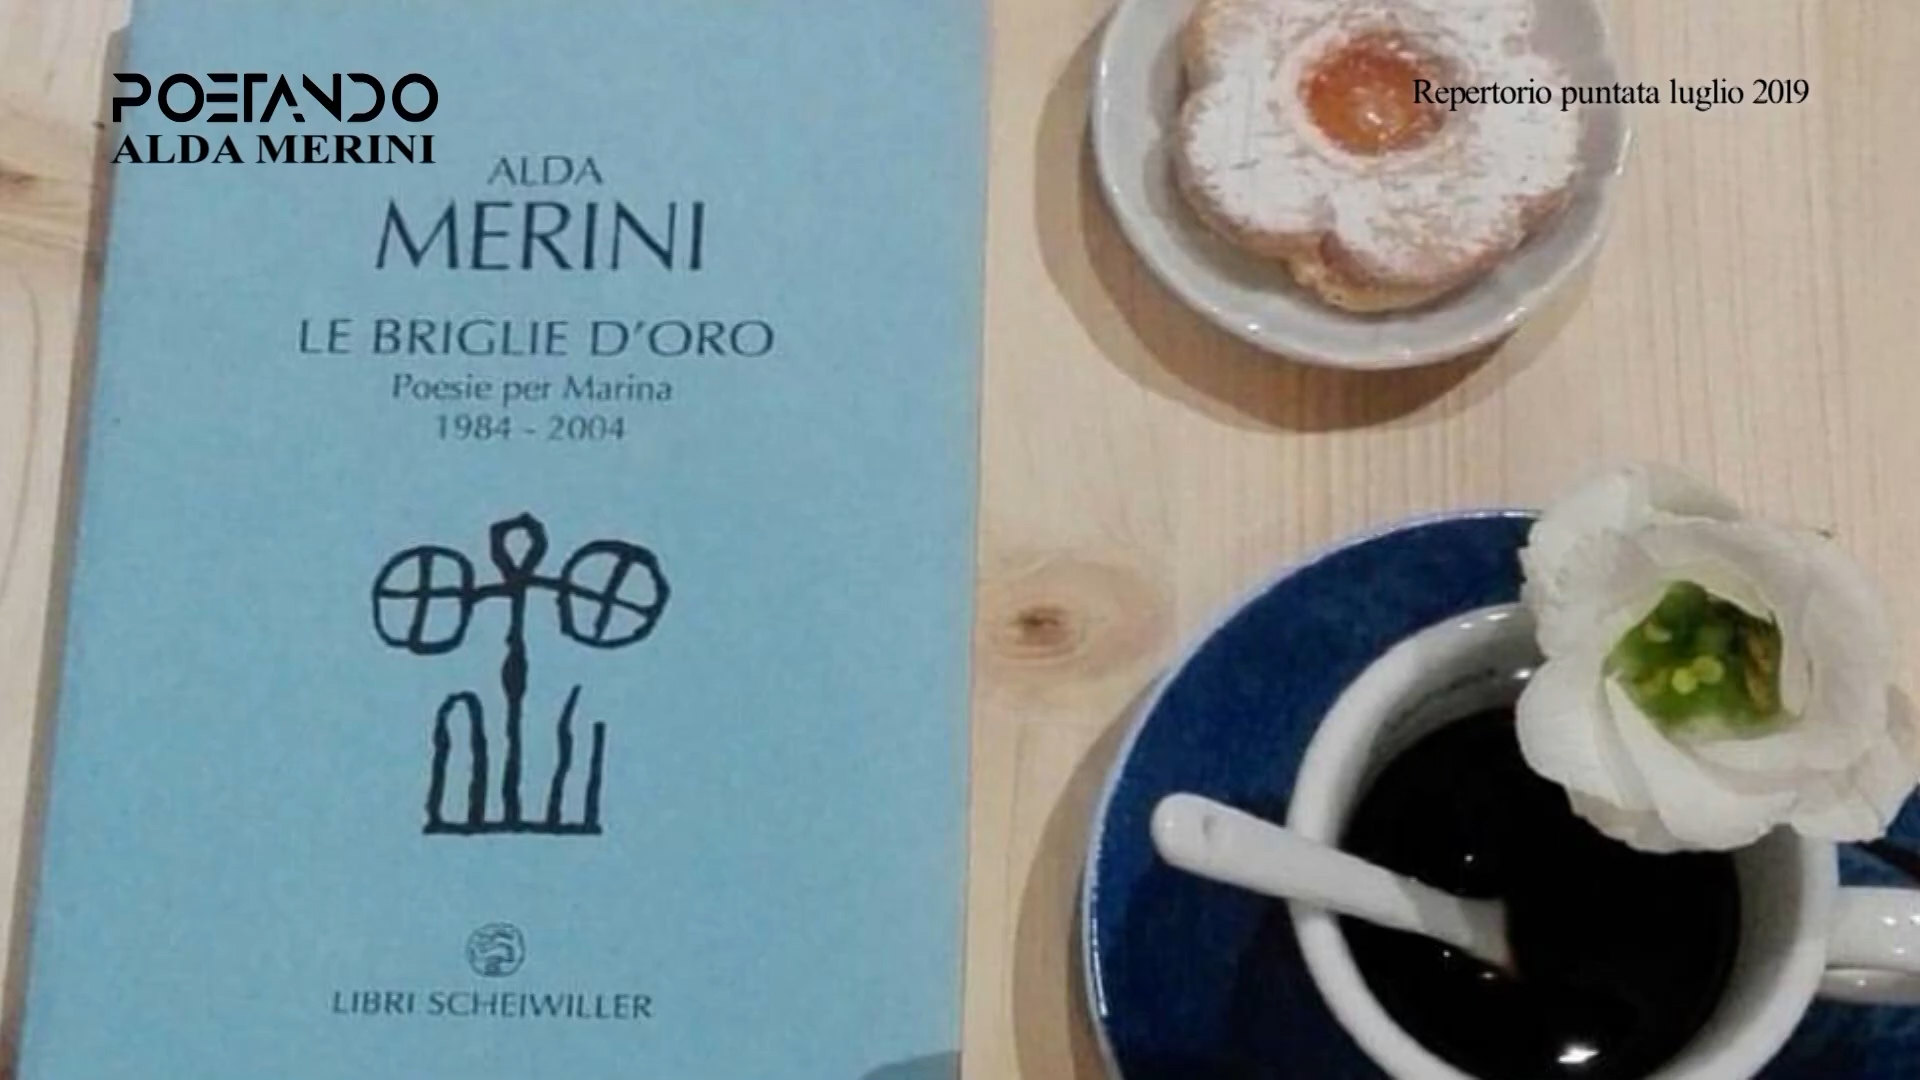 POETANDO
ALDA MERINI
Repertorio puntata luglio 2019
ALDA
MERINI
LE BRIGLIE D'ORO
Poesie per Marina
1984 - 2004
LIBRI SCHEIWILLER